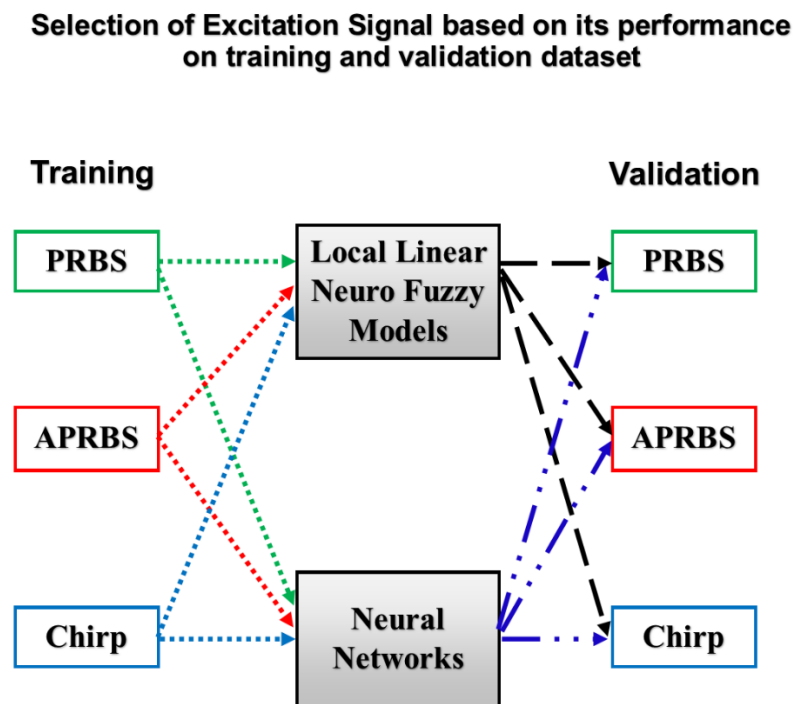 Selection of Excitation Signal based on its performance
on training and validation dataset
Training
Validation
PRBS
Local Linear
Neuro Fuzzy
Models
PRBS
APRBS
APRBS
Chirp
Neural
Networks
Chirp